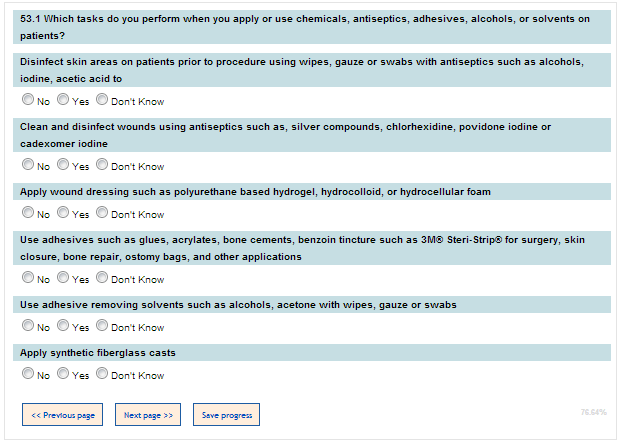 53.1 Which tasks do you perform when you apply or use chemicals, antiseptics, adhesives, alcohols, or solvents on
patients?
Disinfect skin areas on patients prior to procedure using wipes, gauze or swabs with antiseptics such as alcohols,
iodine, acetic acid to
No Yes Don't Know
Clean and disinfect wounds using antiseptics such as, silver compounds, chlorhexidine, povidone iodine or
cadexomer iodine
No Yes Don't Know
Apply wound dressing such as polyurethane based hydrogel, hydrocolloid, or hydrocellular foam
No Yes Don't Know
Use adhesives such as glues, acrylates, bone cements, benzoin tincture such as 3M® Steri-Strip® for surgery, skin
closure, bone repair, ostomy bags, and other applications
No Yes Don't Know
Use adhesive removing solvents such as alcohols, acetone with wipes, gauze or swabs
No Yes Don't Know
Apply synthetic fiberglass casts
No Yes Don't Know
<< Previous page Next page >> Save progress 76.64%